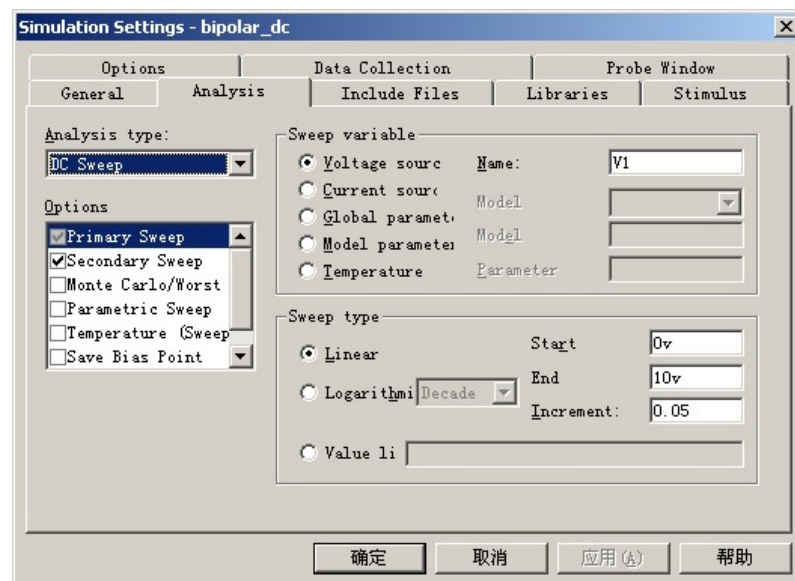 Simulation Settings - bipolar_dc
Options Data Collection Probe Window
General Analysis Include Files Libraries Stimulus
Analysis type:
DC Sweep
Options
Primary Sweep
Secondary Sweep
Monte Carlo/Worst
Parametric Sweep
Temperature (Sweep
Save Bias Point
Sweep variable
Voltage sourc
Current sourc
Global paramet
Model parameter
Temperature
Name: V1
Model
Model
Parameter
Sweep type
Linear
Logarithmi Decade
Value li
Start 0v
End 10v
Increment: 0.05
确定 取消 应用(A) 帮助